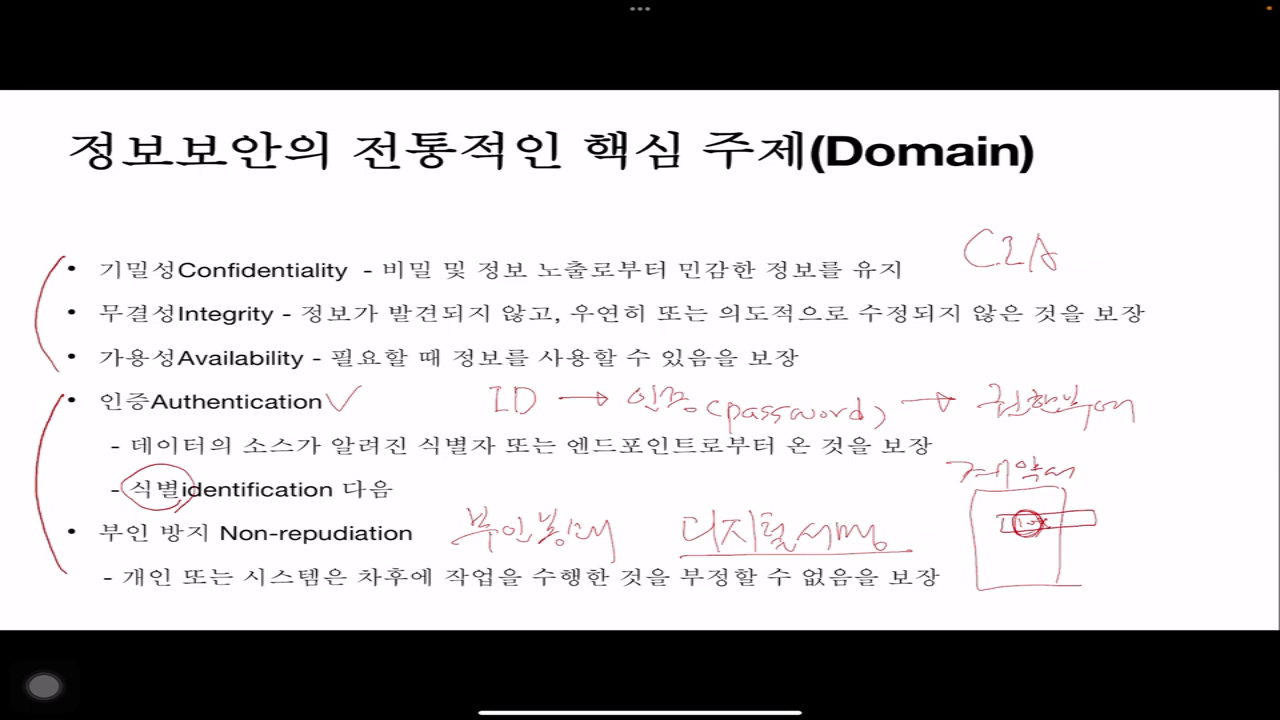 정보보안의 전통적인 핵심 주제(Domain)
CIA
• 기밀성Confidentiality - 비밀 및 정보 노출로부터 민감한 정보를 유지
• 무결성Integrity - 정보가 발견되지 않고, 우연히 또는 의도적으로 수정되지 않은 것을 보장
• 가용성Availability - 필요할 때 정보를 사용할 수 있음을 보장
• 인증Authentication ✓ ID → 인증(password) → 권한부여
- 데이터의 소스가 알려진 식별자 또는 엔드포인트로부터 온 것을 보장
계약서
- 식별identification 다음
• 부인 방지 Non-repudiation 부인봉쇄 디지털서명
- 개인 또는 시스템은 차후에 작업을 수행한 것을 부정할 수 없음을 보장